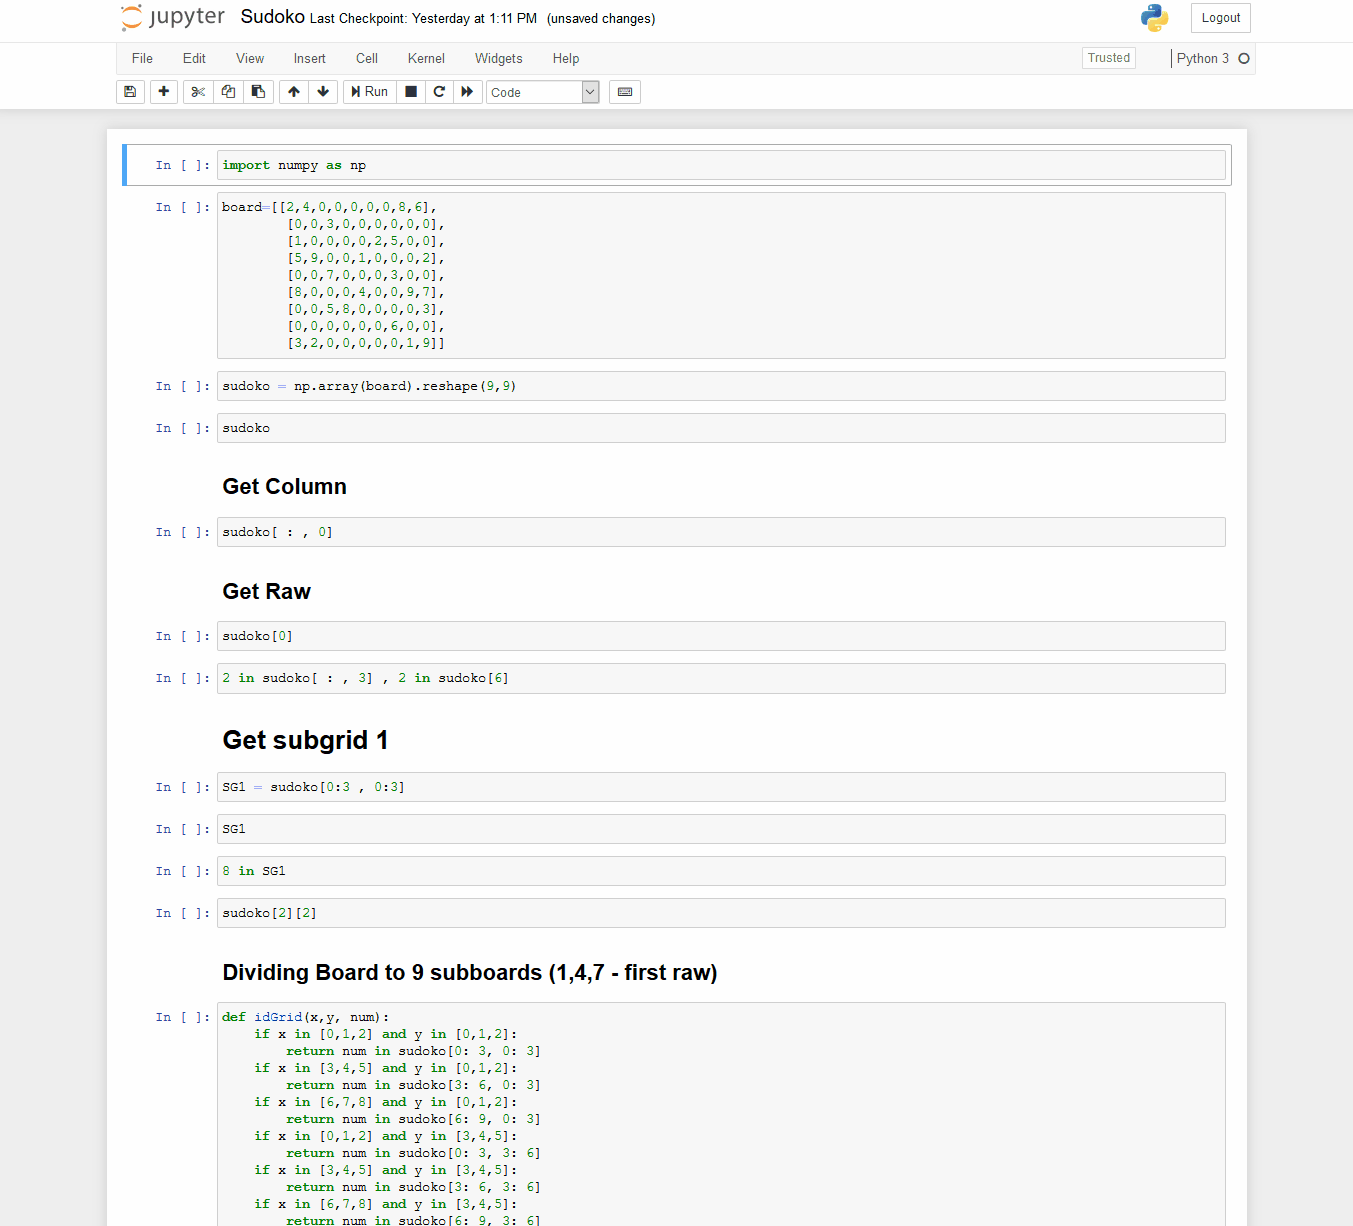 jupyter Sudoko Last Checkpoint: Yesterday at 1:11 PM (unsaved changes) Logout
File Edit View Insert Cell Kernel Widgets Help Trusted Python 3
Run Code
In [ ]: import numpy as np
In [ ]: board=[[2,4,0,0,0,0,0,8,6],
[0,0,3,0,0,0,0,0,0],
[1,0,0,0,0,2,5,0,0],
[5,9,0,0,1,0,0,0,2],
[0,0,7,0,0,0,3,0,0],
[8,0,0,0,4,0,0,9,7],
[0,0,5,8,0,0,0,0,3],
[0,0,0,0,0,0,6,0,0],
[3,2,0,0,0,0,0,1,9]]
In [ ]: sudoko = np.array(board).reshape(9,9)
In [ ]: sudoko
Get Column
In [ ]: sudoko[ : , 0]
Get Raw
In [ ]: sudoko[0]
In [ ]: 2 in sudoko[ : , 3] , 2 in sudoko[6]
Get subgrid 1
In [ ]: SG1 = sudoko[0:3 , 0:3]
In [ ]: SG1
In [ ]: 8 in SG1
In [ ]: sudoko[2][2]
Dividing Board to 9 subboards (1,4,7 - first raw)
In [ ]: def idGrid(x,y, num):
if x in [0,1,2] and y in [0,1,2]:
return num in sudoko[0: 3, 0: 3]
if x in [3,4,5] and y in [0,1,2]:
return num in sudoko[3: 6, 0: 3]
if x in [6,7,8] and y in [0,1,2]:
return num in sudoko[6: 9, 0: 3]
if x in [0,1,2] and y in [3,4,5]:
return num in sudoko[0: 3, 3: 6]
if x in [3,4,5] and y in [3,4,5]:
return num in sudoko[3: 6, 3: 6]
if x in [6,7,8] and y in [3,4,5]:
return num in sudoko[6: 9, 3: 6]